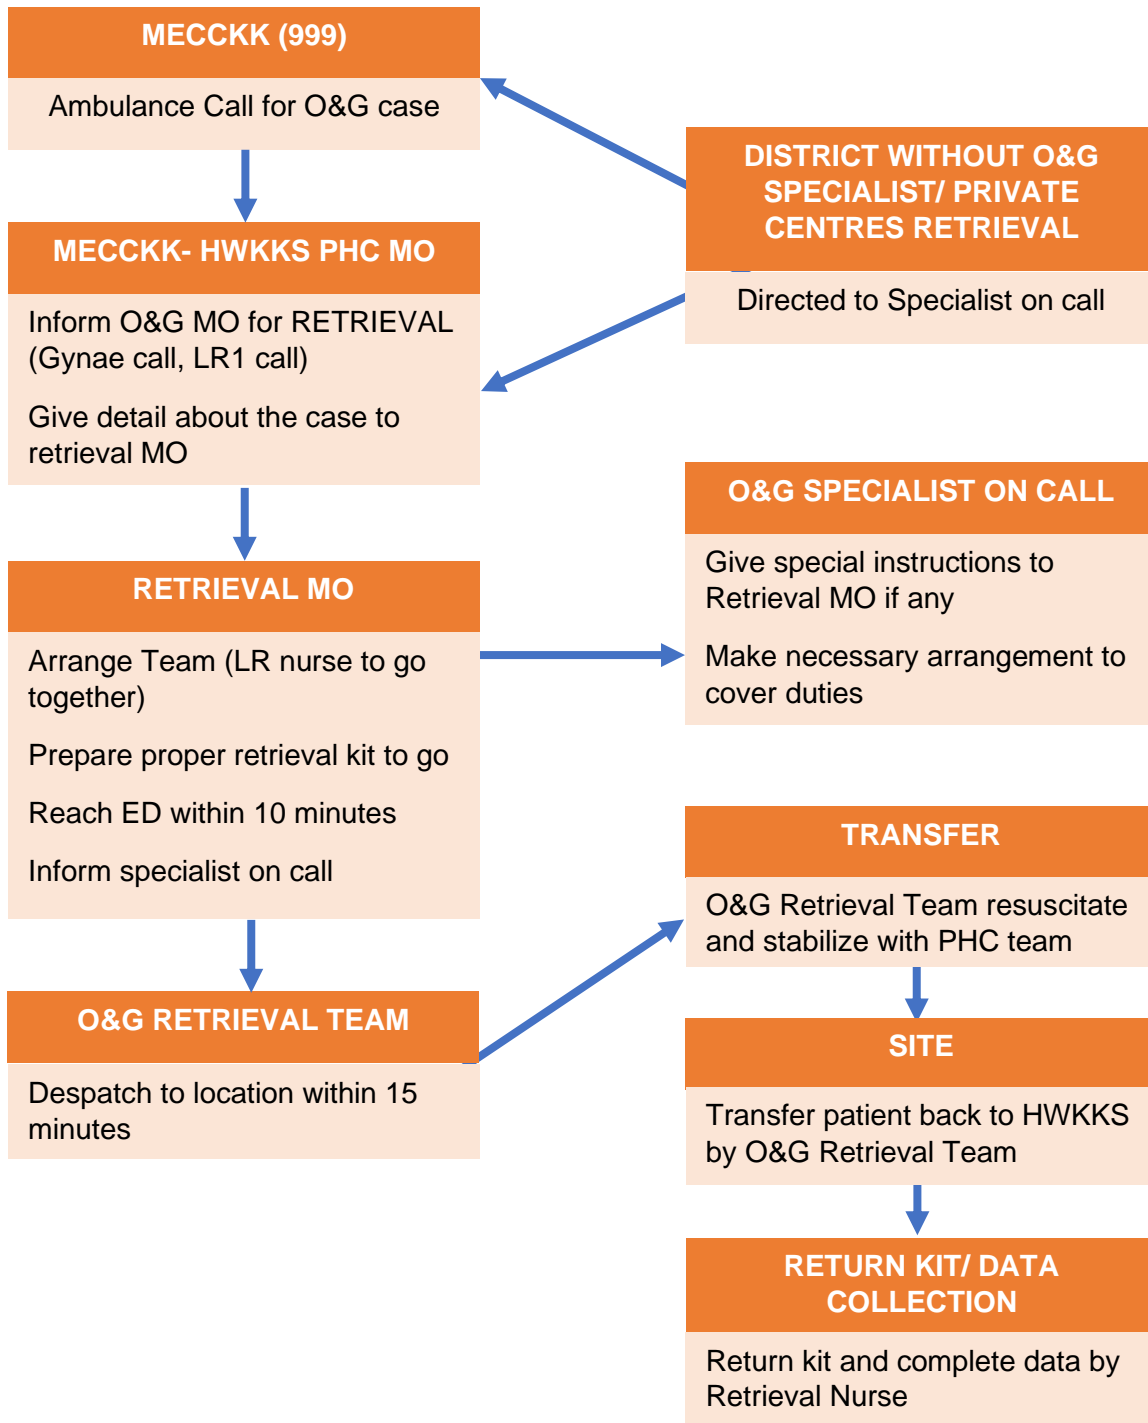 MECCKK (999)
Ambulance Call for O&G case
MECCKK- HWKKS PHC MO
Inform O&G MO for RETRIEVAL
(Gynae call, LR1 call)
Give detail about the case to
retrieval MO
RETRIEVAL MO
Arrange Team (LR nurse to go
together)
Prepare proper retrieval kit to go
Reach ED within 10 minutes
Inform specialist on call
O&G RETRIEVAL TEAM
Despatch to location within 15
minutes
DISTRICT WITHOUT O&G
SPECIALIST/ PRIVATE
CENTRES RETRIEVAL
Directed to Specialist on call
O&G SPECIALIST ON CALL
Give special instructions to
Retrieval MO if any
Make necessary arrangement to
cover duties
TRANSFER
O&G Retrieval Team resuscitate
and stabilize with PHC team
SITE
Transfer patient back to HWKKS
by O&G Retrieval Team
RETURN KIT/ DATA
COLLECTION
Return kit and complete data by
Retrieval Nurse